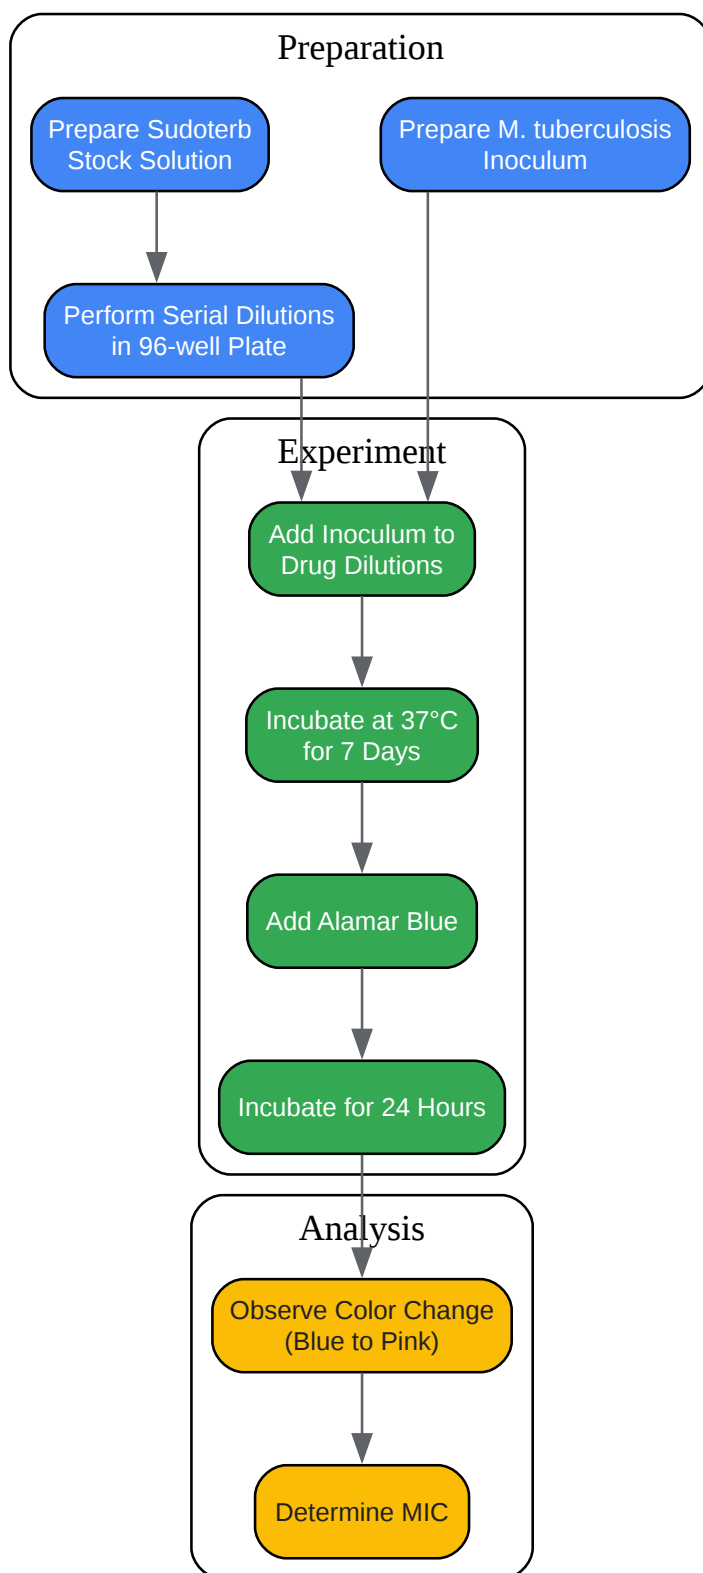 Preparation
Prepare Sudoterb
Stock Solution
Prepare M. tuberculosis
Inoculum
Perform Serial Dilutions
in 96-well Plate
Experiment
Add Inoculum to
Drug Dilutions
Incubate at 37°C
for 7 Days
Add Alamar Blue
Incubate for 24 Hours
Analysis
Observe Color Change
(Blue to Pink)
Determine MIC